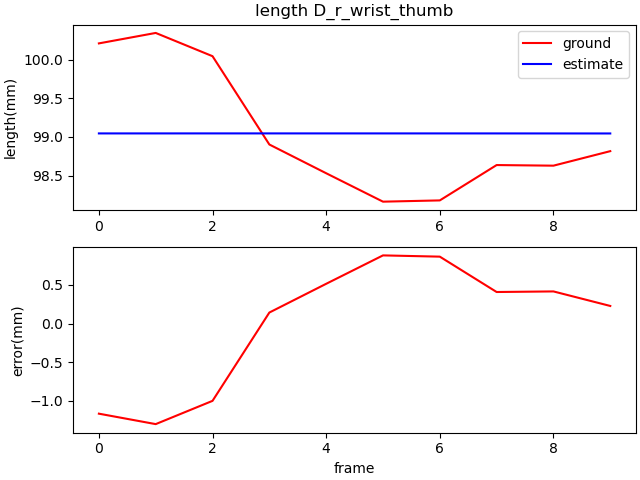 length D_r_wrist_thumb
length(mm)
100.0
99.5
99.0
98.5
0 2 4 6 8
ground
estimate
error(mm)
0.5
0.0
−0.5
−1.0
0 2 4 6 8
frame